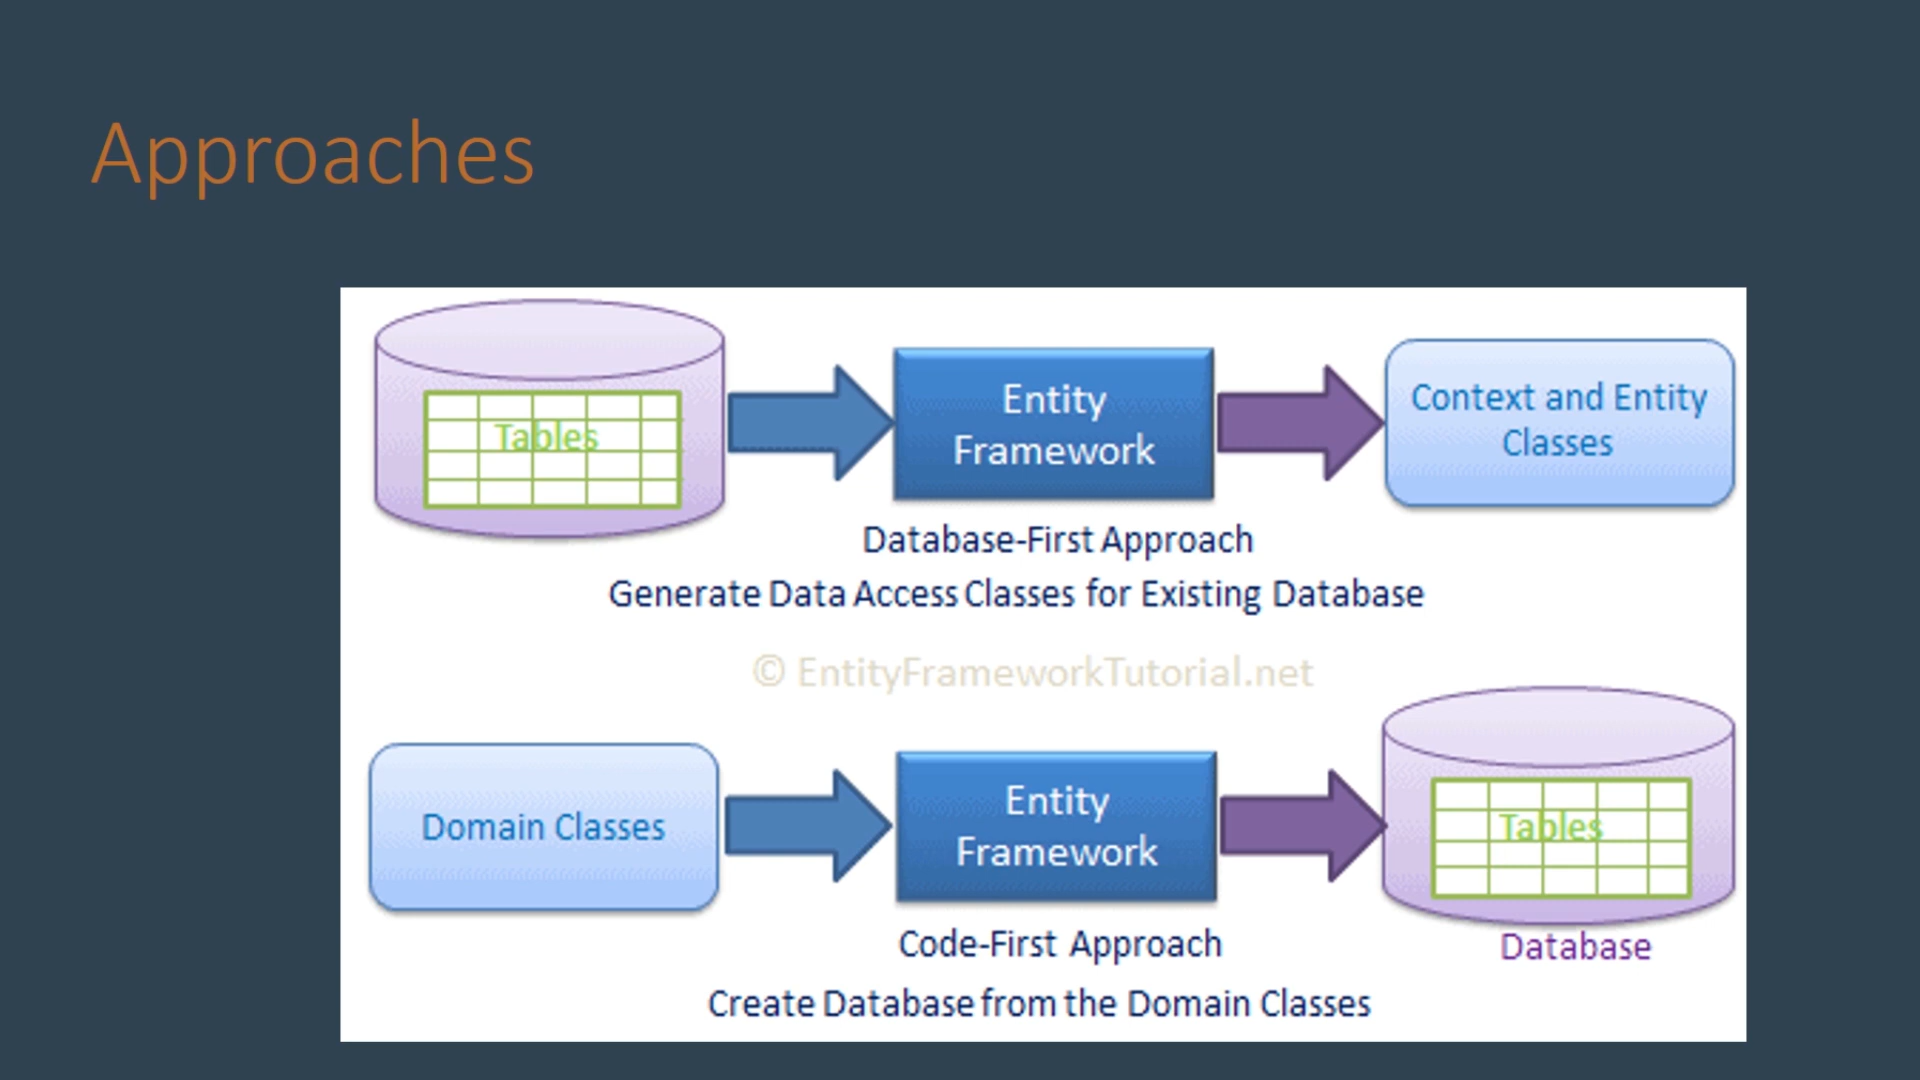 Approaches
Tables
Entity
Framework
Context and Entity
Classes
Database-First Approach
Generate Data Access Classes for Existing Database
© EntityFrameworkTutorial.net
Domain Classes
Entity
Framework
Tables
Code-First Approach
Database
Create Database from the Domain Classes